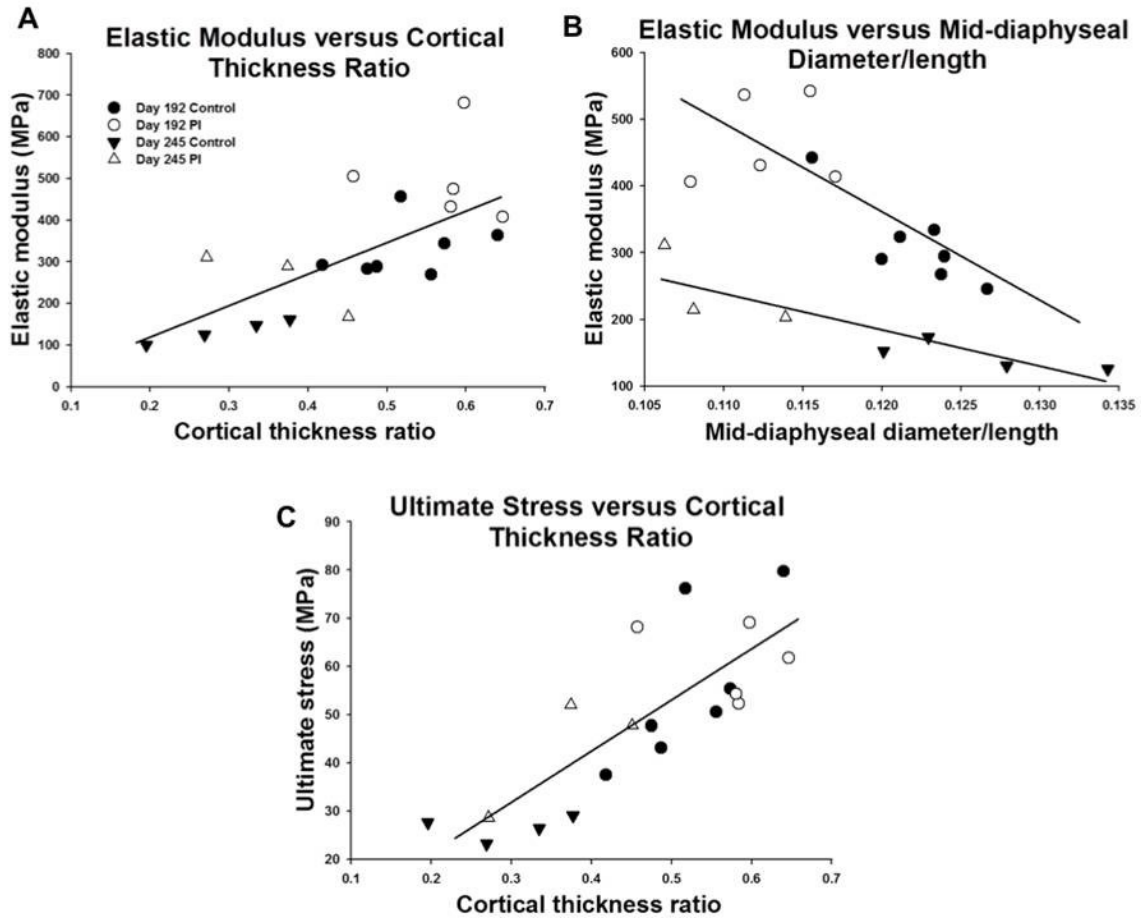 A
Elastic Modulus versus Cortical
Thickness Ratio
800
700
600
500
400
300
200
100
0
Elastic modulus (MPa)
Day 192 Control
Day 192 PI
Day 245 Control
Day 245 PI
0.1 0.2 0.3 0.4 0.5 0.6 0.7
Cortical thickness ratio
B
Elastic Modulus versus Mid-diaphyseal
Diameter/length
600
500
400
300
200
100
Elastic modulus (MPa)
0.105 0.110 0.115 0.120 0.125 0.130 0.135
Mid-diaphyseal diameter/length
C
Ultimate Stress versus Cortical
Thickness Ratio
90
80
70
60
50
40
30
20
Ultimate stress (MPa)
0.1 0.2 0.3 0.4 0.5 0.6 0.7
Cortical thickness ratio